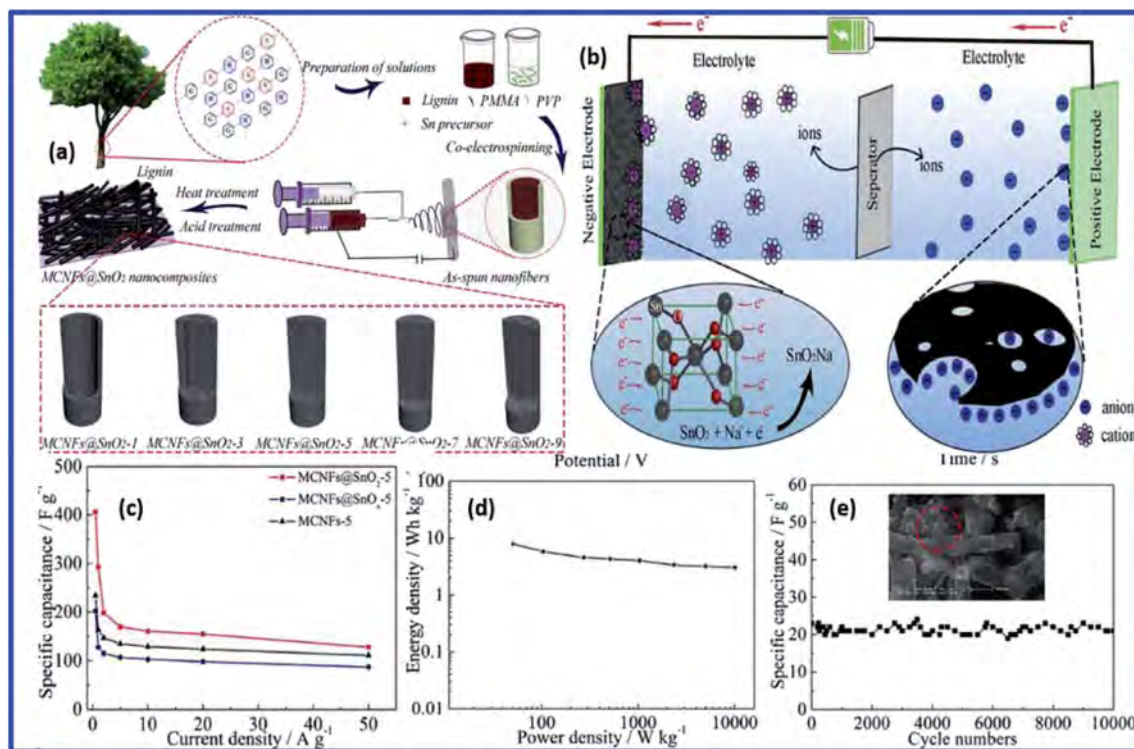 (a)
Preparation of solutions
Lignin PMMA PVP
Sn precursor
Co-electrospinning
Lignin
Heat treatment
Acid treatment
MCNFs@SnO2 nanocomposites
As-spun nanofibers
MCNFs@SnO2-1 MCNFs@SnO2-3 MCNFs@SnO2-5 -7 MCNFs@SnO2-9
(b)
e⁻ e⁻
Electrolyte Electrolyte
Negative Electrode
ions
Seperator
ions
Positive Electrode
SnO₂Na
SnO₂ + Na⁺ + e⁻
anion
cation
Potential / V
Time / s
(c)
Specific capacitance / F g⁻¹
500
400
300
200
100
0
MCNFs@SnO₂-5
MCNFs@SnOₓ-5
MCNFs-5
0 10 20 30 40 50
Current density / A g⁻¹
(d)
Energy density / Wh kg⁻¹
100
10
1
0.1
0.01
100 1000 10000
Power density / W kg⁻¹
(e)
Specific capacitance / F g⁻¹
60
50
40
30
20
10
0
0 2000 4000 6000 8000 10000
Cycle numbers